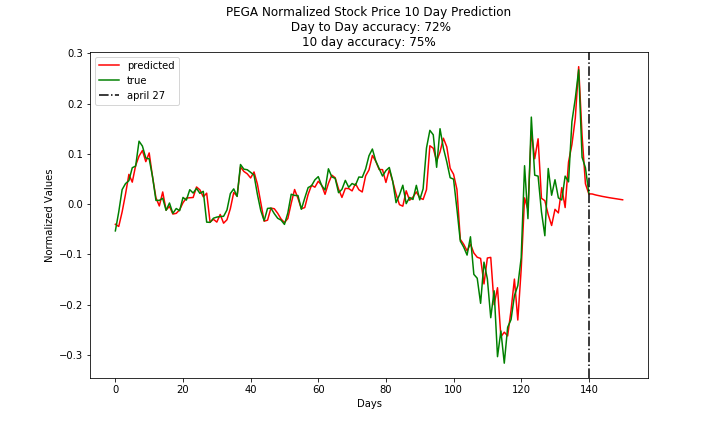 PEGA Normalized Stock Price 10 Day Prediction
Day to Day accuracy: 72%
10 day accuracy: 75%
predicted
true
april 27
Normalized Values
0.3
0.2
0.1
0.0
−0.1
−0.2
−0.3
0 20 40 60 80 100 120 140
Days